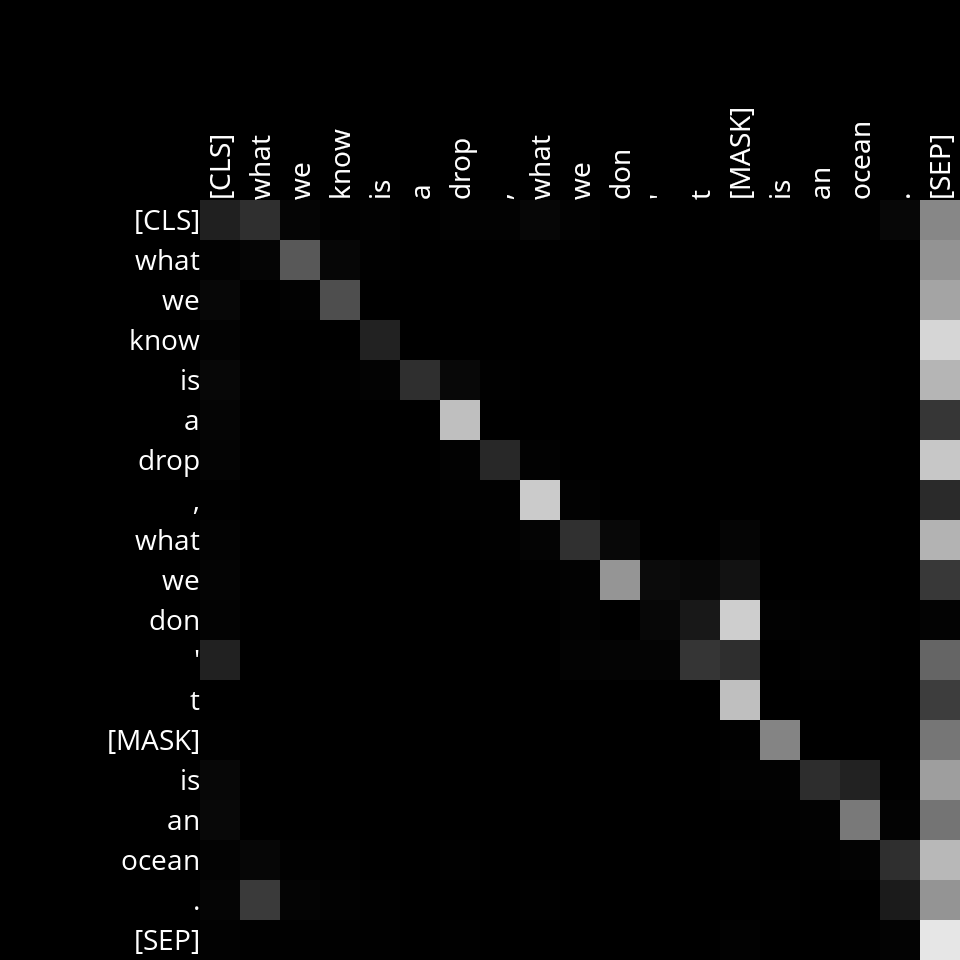 [CLS] what we know is a drop , what we don ' t [MASK] is an ocean . [SEP]
[CLS]
what
we
know
is
a
drop
,
what
we
don
'
t
[MASK]
is
an
ocean
.
[SEP]